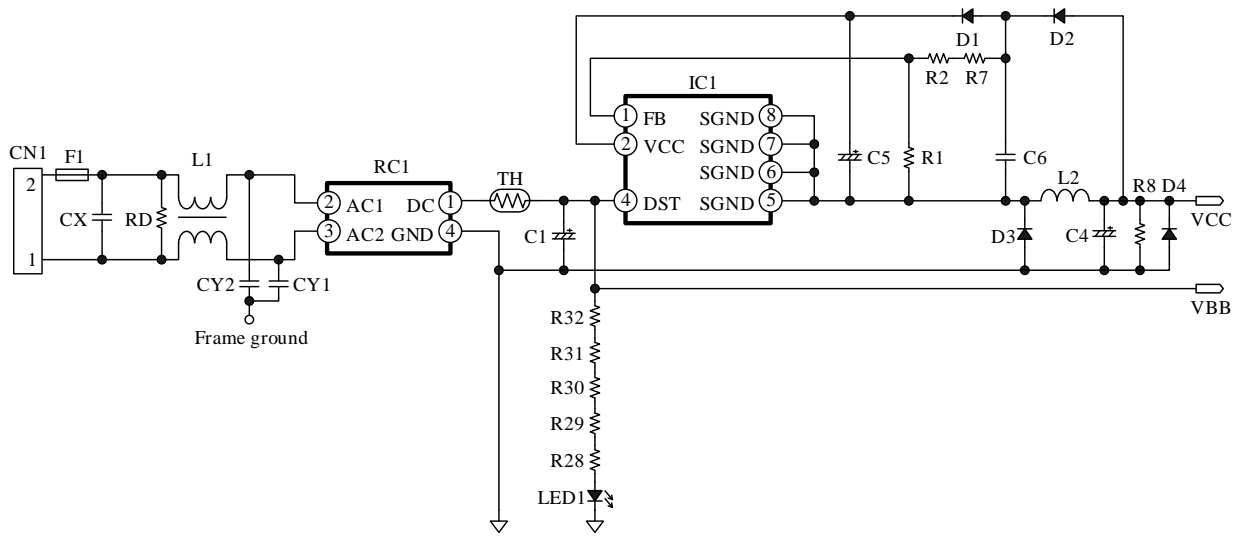 D1
D2
R2
R7
IC1
1
FB
SGND
8
2
VCC
SGND
7
SGND
6
4
DST
SGND
5
C5
R1
C6
CN1
F1
L1
RC1
TH
2
1
CX
RD
2
AC1
DC
1
3
AC2
GND
4
C1
L2
R8
D4
VCC
D3
C4
CY2
CY1
Frame ground
VBB
R32
R31
R30
R29
R28
LED1